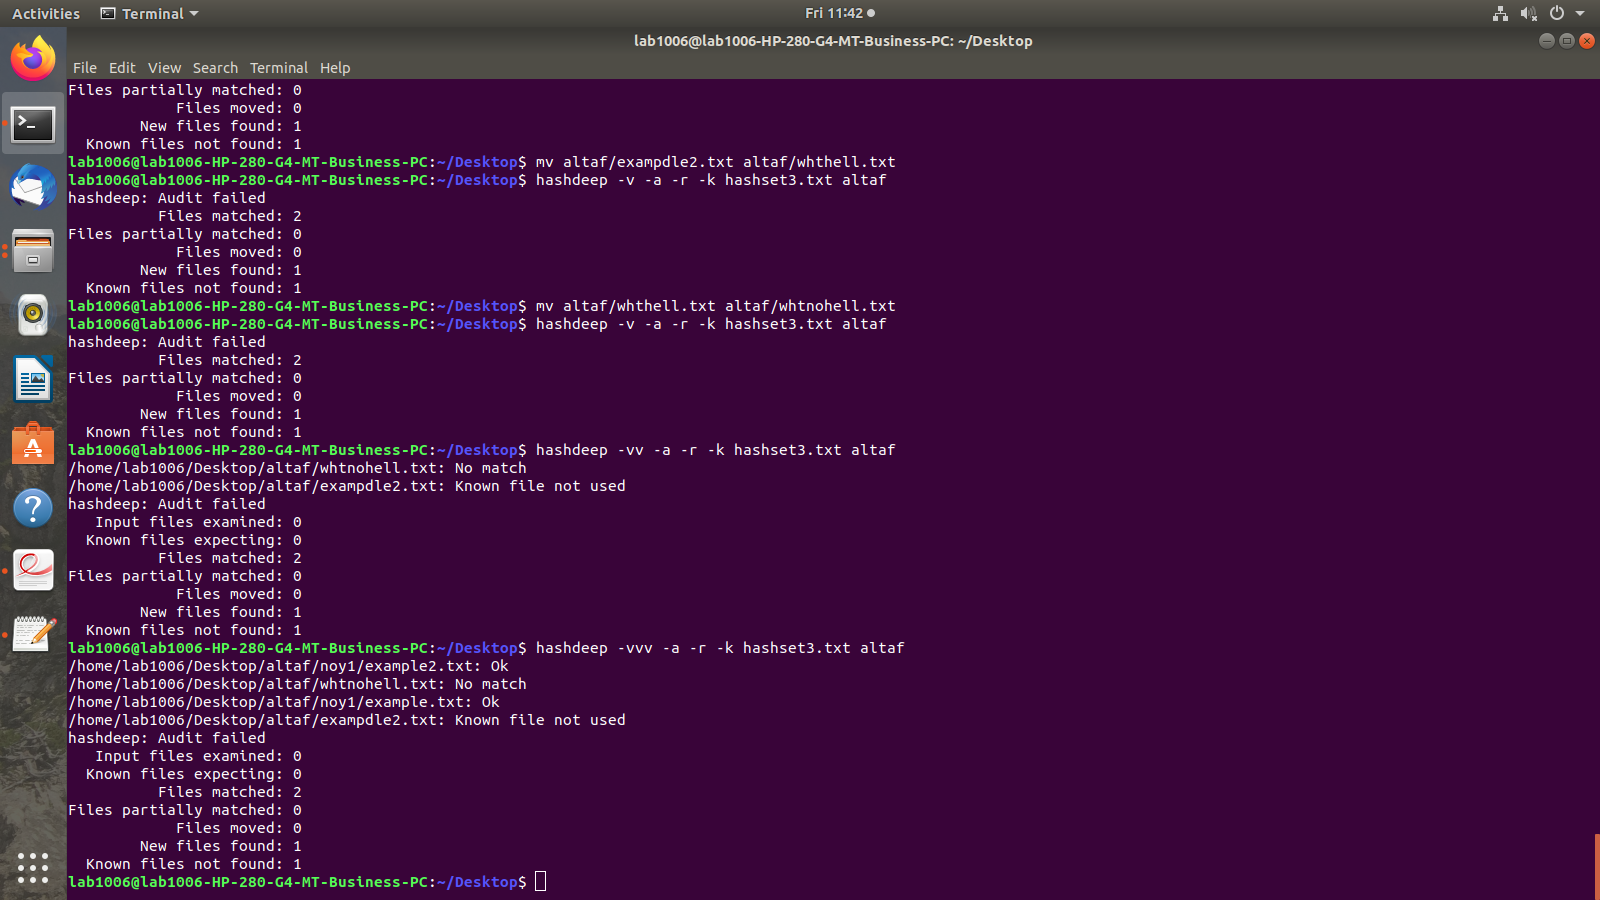 Activities Terminal Fri 11:42
lab1006@lab1006-HP-280-G4-MT-Business-PC: ~/Desktop
File Edit View Search Terminal Help
Files partially matched: 0
Files moved: 0
New files found: 1
Known files not found: 1
lab1006@lab1006-HP-280-G4-MT-Business-PC:~/Desktop$ mv altaf/exampdle2.txt altaf/whthell.txt
lab1006@lab1006-HP-280-G4-MT-Business-PC:~/Desktop$ hashdeep -v -a -r -k hashset3.txt altaf
hashdeep: Audit failed
Files matched: 2
Files partially matched: 0
Files moved: 0
New files found: 1
Known files not found: 1
lab1006@lab1006-HP-280-G4-MT-Business-PC:~/Desktop$ mv altaf/whthell.txt altaf/whtnohell.txt
lab1006@lab1006-HP-280-G4-MT-Business-PC:~/Desktop$ hashdeep -v -a -r -k hashset3.txt altaf
hashdeep: Audit failed
Files matched: 2
Files partially matched: 0
Files moved: 0
New files found: 1
Known files not found: 1
lab1006@lab1006-HP-280-G4-MT-Business-PC:~/Desktop$ hashdeep -vv -a -r -k hashset3.txt altaf
/home/lab1006/Desktop/altaf/whtnohell.txt: No match
/home/lab1006/Desktop/altaf/exampdle2.txt: Known file not used
hashdeep: Audit failed
Input files examined: 0
Known files expecting: 0
Files matched: 2
Files partially matched: 0
Files moved: 0
New files found: 1
Known files not found: 1
lab1006@lab1006-HP-280-G4-MT-Business-PC:~/Desktop$ hashdeep -vvv -a -r -k hashset3.txt altaf
/home/lab1006/Desktop/altaf/noy1/example2.txt: Ok
/home/lab1006/Desktop/altaf/whtnohell.txt: No match
/home/lab1006/Desktop/altaf/noy1/example.txt: Ok
/home/lab1006/Desktop/altaf/exampdle2.txt: Known file not used
hashdeep: Audit failed
Input files examined: 0
Known files expecting: 0
Files matched: 2
Files partially matched: 0
Files moved: 0
New files found: 1
Known files not found: 1
lab1006@lab1006-HP-280-G4-MT-Business-PC:~/Desktop$